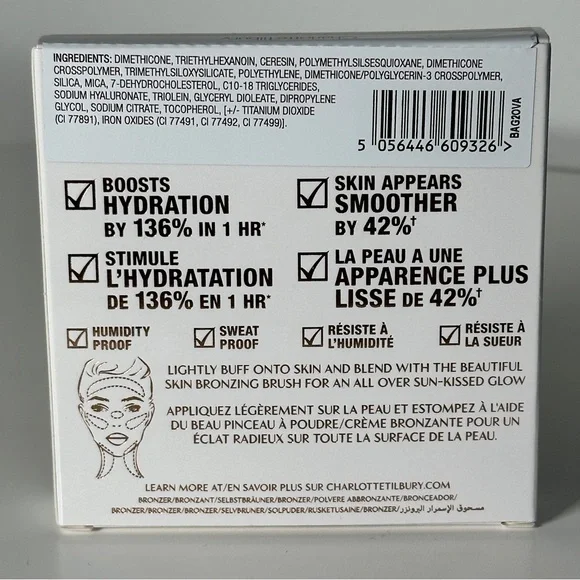 INGREDIENTS: DIMETHICONE, TRIETHYLHEXANOIN, CERESIN, POLYMETHYLSILSESQUIOXANE, DIMETHICONE
CROSSPOLYMER, TRIMETHYLSILOXYSILICATE, POLYETHYLENE, DIMETHICONE/POLYGLYCERIN-3 CROSSPOLYMER,
SILICA, MICA, 7-DEHYDROCHOLESTEROL, C10-18 TRIGLYCERIDES,
SODIUM HYALURONATE, TRIOLEIN, GLYCERYL DIOLEATE, DIPROPYLENE
GLYCOL, SODIUM CITRATE, TOCOPHEROL, [+/- TITANIUM DIOXIDE
(CI 77891), IRON OXIDES (CI 77491, CI 77492, CI 77499)].
5 056446 609326 >
BAG2OVA
BOOSTS
HYDRATION
BY 136% IN 1 HR*
SKIN APPEARS
SMOOTHER
BY 42%†
STIMULE
L'HYDRATATION
DE 136% EN 1 HR*
LA PEAU A UNE
APPARENCE PLUS
LISSE DE 42%†
HUMIDITY
PROOF
SWEAT
PROOF
RÉSISTE À
L'HUMIDITÉ
RÉSISTE À
LA SUEUR
LIGHTLY BUFF ONTO SKIN AND BLEND WITH THE BEAUTIFUL
SKIN BRONZING BRUSH FOR AN ALL OVER SUN-KISSED GLOW
APPLIQUEZ LÉGÈREMENT SUR LA PEAU ET ESTOMPEZ À L'AIDE
DU BEAU PINCEAU À POUDRE/CRÈME BRONZANTE POUR UN
ÉCLAT RADIEUX SUR TOUTE LA SURFACE DE LA PEAU.
LEARN MORE AT/EN SAVOIR PLUS SUR CHARLOTTETILBURY.COM
BRONZER/BRONZANT/SELBSTBRÄUNER/BRONZER/POLVERE ABBRONZANTE/BRONCEADOR/
BRONZER/BRONZER/BRONZER/SELVBRUNER/SOLPUDER/RUSKETUSAINE/BRONZER/ مسحوق الإسمرار البرونزر